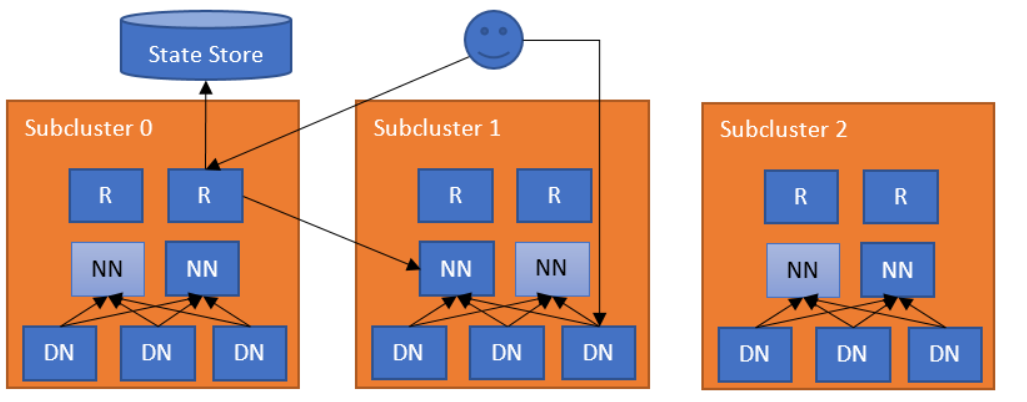 State Store
Subcluster 0
Subcluster 1
Subcluster 2
R
R
R
R
R
R
NN
NN
NN
NN
NN
NN
DN
DN
DN
DN
DN
DN
DN
DN
DN